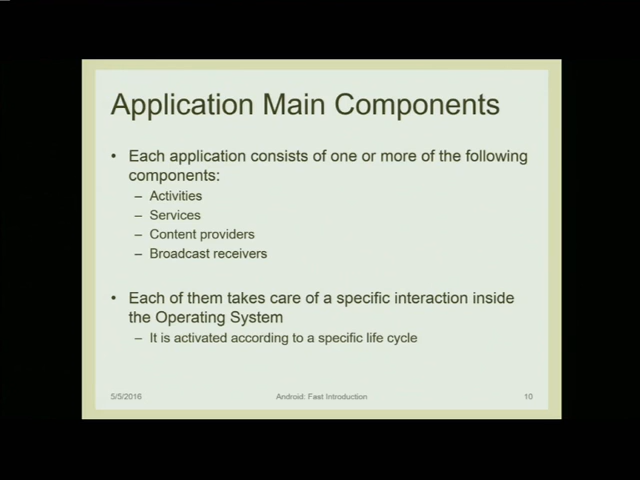 Application Main Components
• Each application consists of one or more of the following
components:
– Activities
– Services
– Content providers
– Broadcast receivers
• Each of them takes care of a specific interaction inside
the Operating System
– It is activated according to a specific life cycle
5/5/2016 Android: Fast Introduction 10